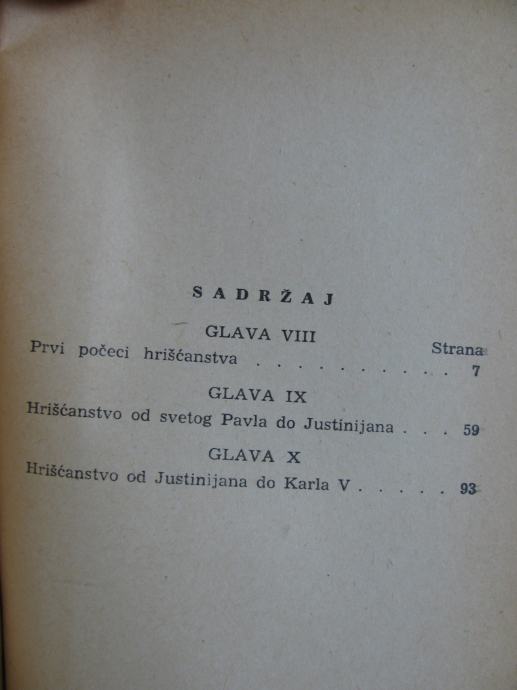 SADRŽAJ
GLAVA VIII
Strana
Prvi počeci hrišćanstva . . . . . . . . . . 7
GLAVA IX
Hrišćanstvo od svetog Pavla do Justinijana . . . 59
GLAVA X
Hrišćanstvo od Justinijana do Karla V . . . . . 93